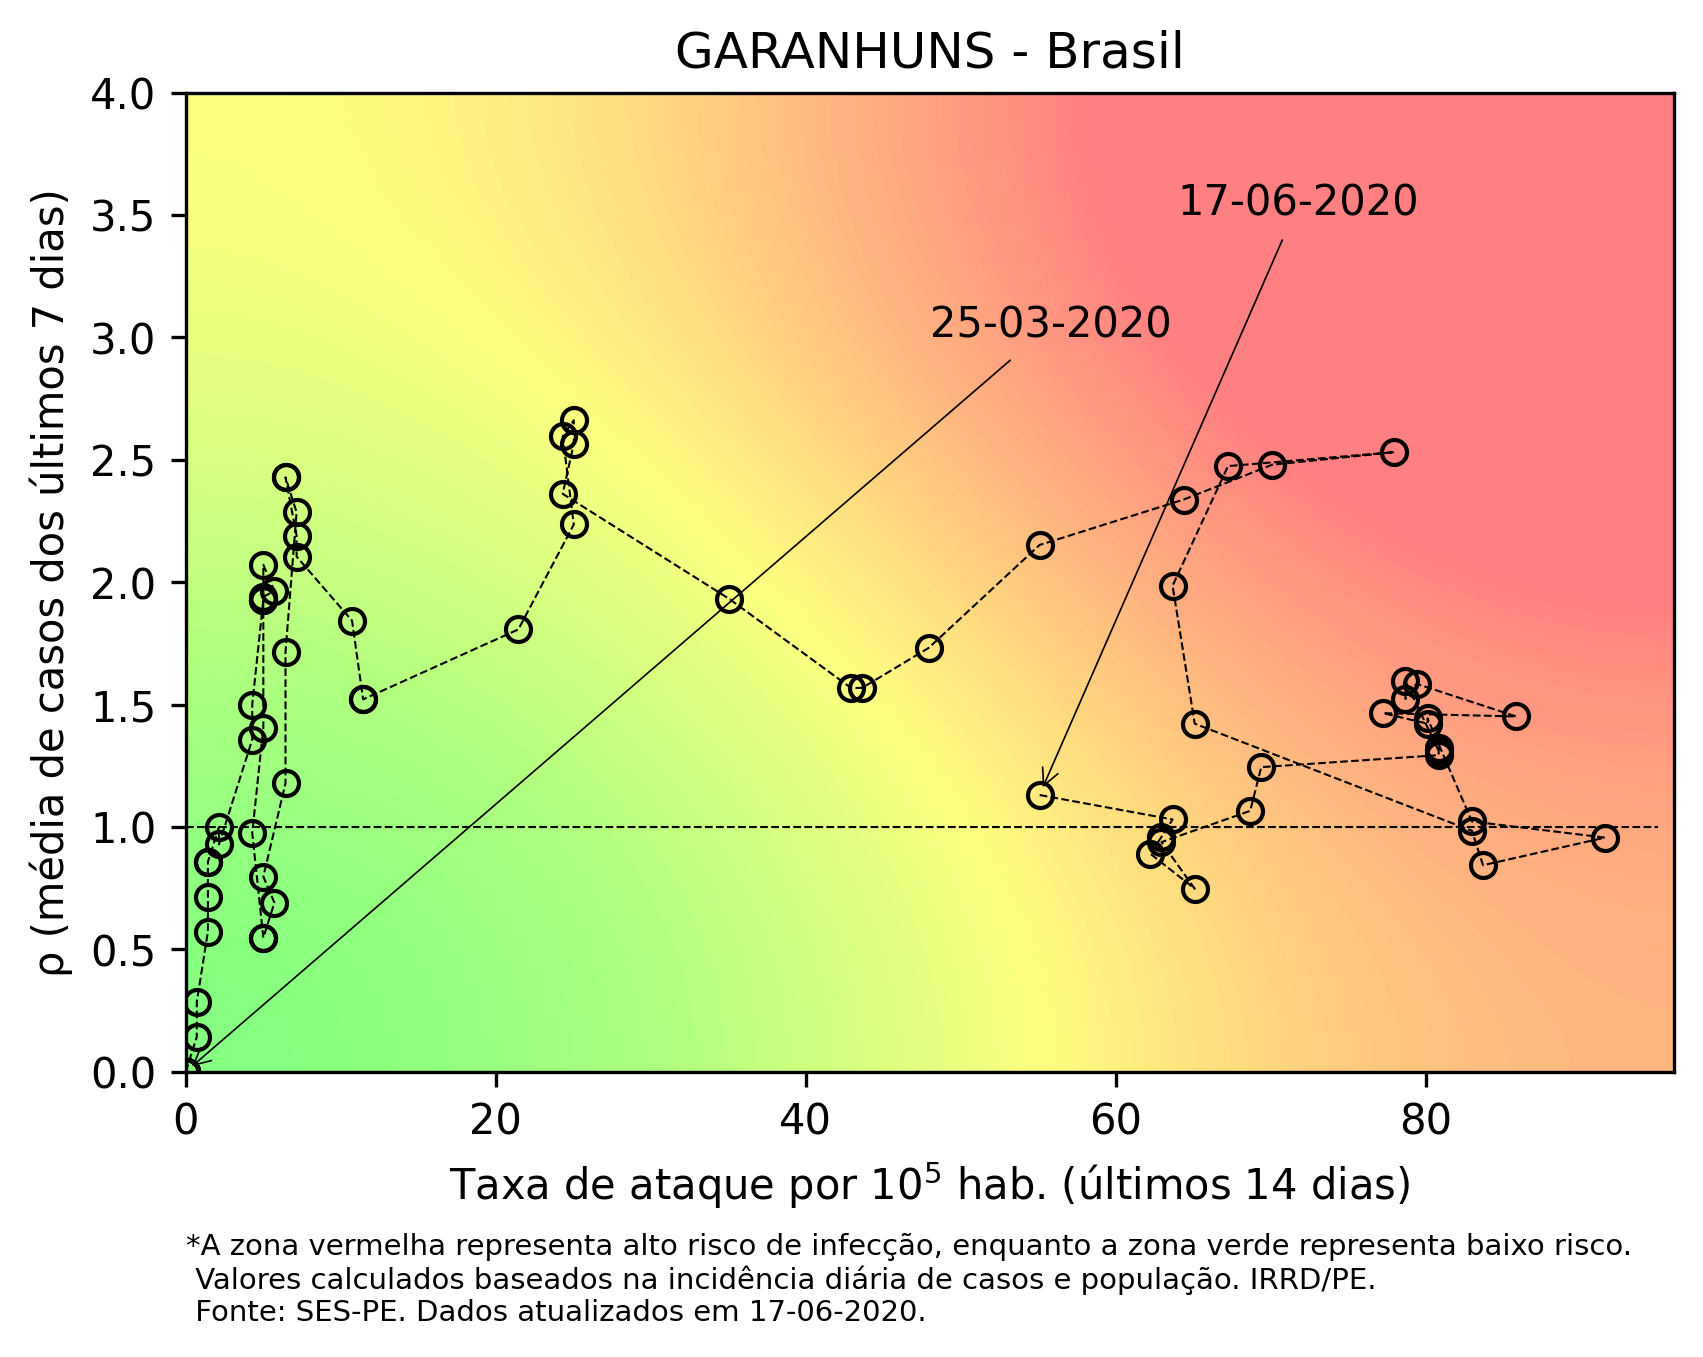 GARANHUNS - Brasil
4.0
3.5
3.0
2.5
2.0
1.5
1.0
0.5
0.0
ρ (média de casos dos últimos 7 dias)
17-06-2020
25-03-2020
0 20 40 60 80
Taxa de ataque por 10⁵ hab. (últimos 14 dias)
*A zona vermelha representa alto risco de infecção, enquanto a zona verde representa baixo risco.
Valores calculados baseados na incidência diária de casos e população. IRRD/PE.
Fonte: SES-PE. Dados atualizados em 17-06-2020.